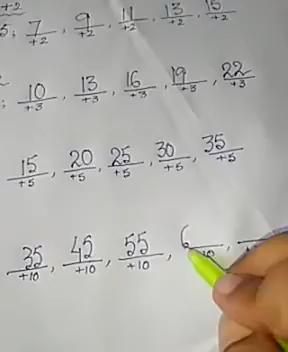 +2
5, 7, 9, 11, 13, 15
+2 +2 +2 +2 +2
, 10, 13, 16, 19, 22
+3 +3 +3 +3 +3
15, 20, 25, 30, 35
+5 +5 +5 +5 +5
35, 45, 55, 6
+10 +10 +10